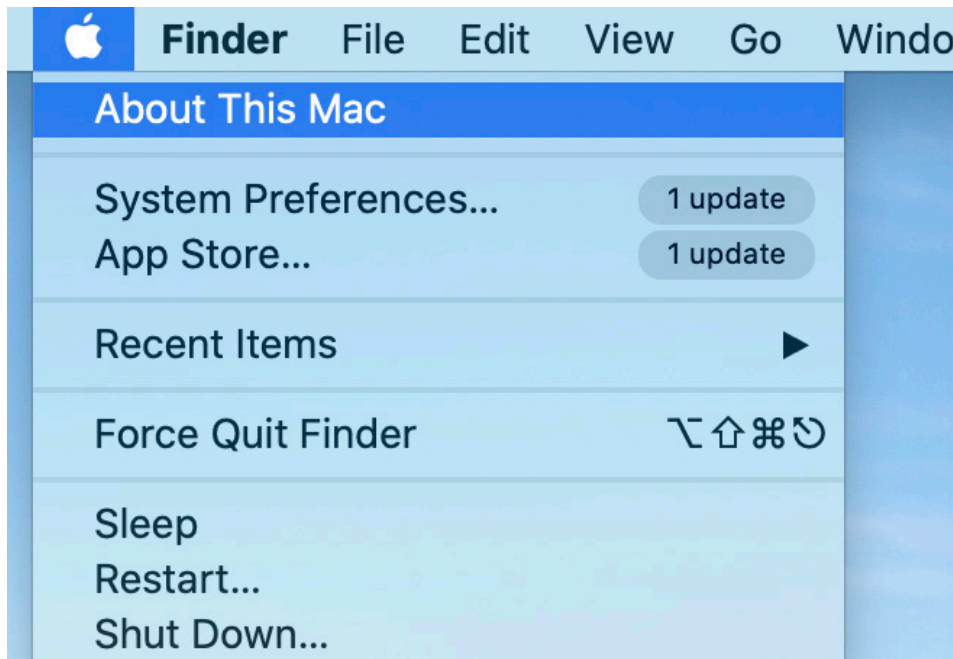 Finder File Edit View Go Windo
About This Mac
System Preferences... 1 update
App Store... 1 update
Recent Items ▶
Force Quit Finder ⌥⇧⌘⎋
Sleep
Restart...
Shut Down...